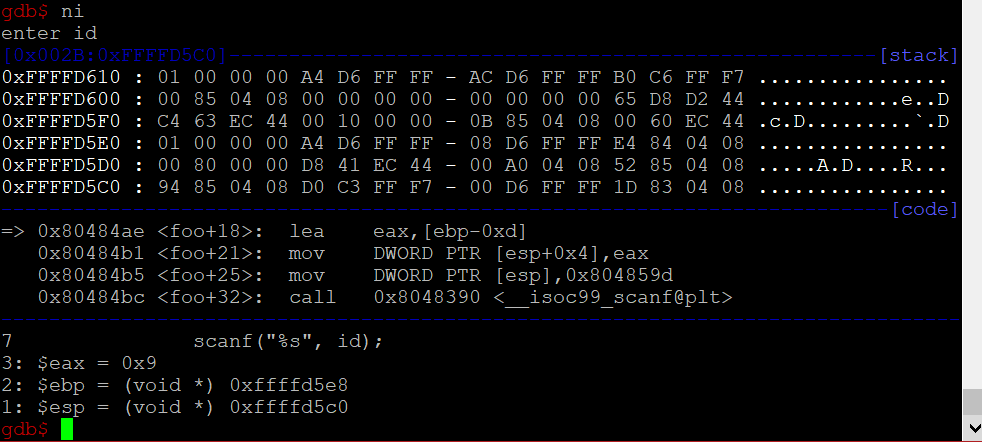 gdb$ ni
enter id
[0x002B:0xFFFFD5C0]------------------------------------------------------[stack]
0xFFFFD610 : 01 00 00 00 A4 D6 FF FF - AC D6 FF FF B0 C6 FF F7 ................
0xFFFFD600 : 00 85 04 08 00 00 00 00 - 00 00 00 00 65 D8 D2 44 ............e..D
0xFFFFD5F0 : C4 63 EC 44 00 10 00 00 - 0B 85 04 08 00 60 EC 44 .c.D.........`.D
0xFFFFD5E0 : 01 00 00 00 A4 D6 FF FF - 08 D6 FF FF E4 84 04 08 ................
0xFFFFD5D0 : 00 80 00 00 D8 41 EC 44 - 00 A0 04 08 52 85 04 08 .....A.D....R...
0xFFFFD5C0 : 94 85 04 08 D0 C3 FF F7 - 00 D6 FF FF 1D 83 04 08 ................
--------------------------------------------------------------------------[code]
=> 0x80484ae <foo+18>: lea eax,[ebp-0xd]
0x80484b1 <foo+21>: mov DWORD PTR [esp+0x4],eax
0x80484b5 <foo+25>: mov DWORD PTR [esp],0x804859d
0x80484bc <foo+32>: call 0x8048390 <__isoc99_scanf@plt>
--------------------------------------------------------------------------------
7 scanf("%s", id);
3: $eax = 0x9
2: $ebp = (void *) 0xffffd5e8
1: $esp = (void *) 0xffffd5c0
gdb$